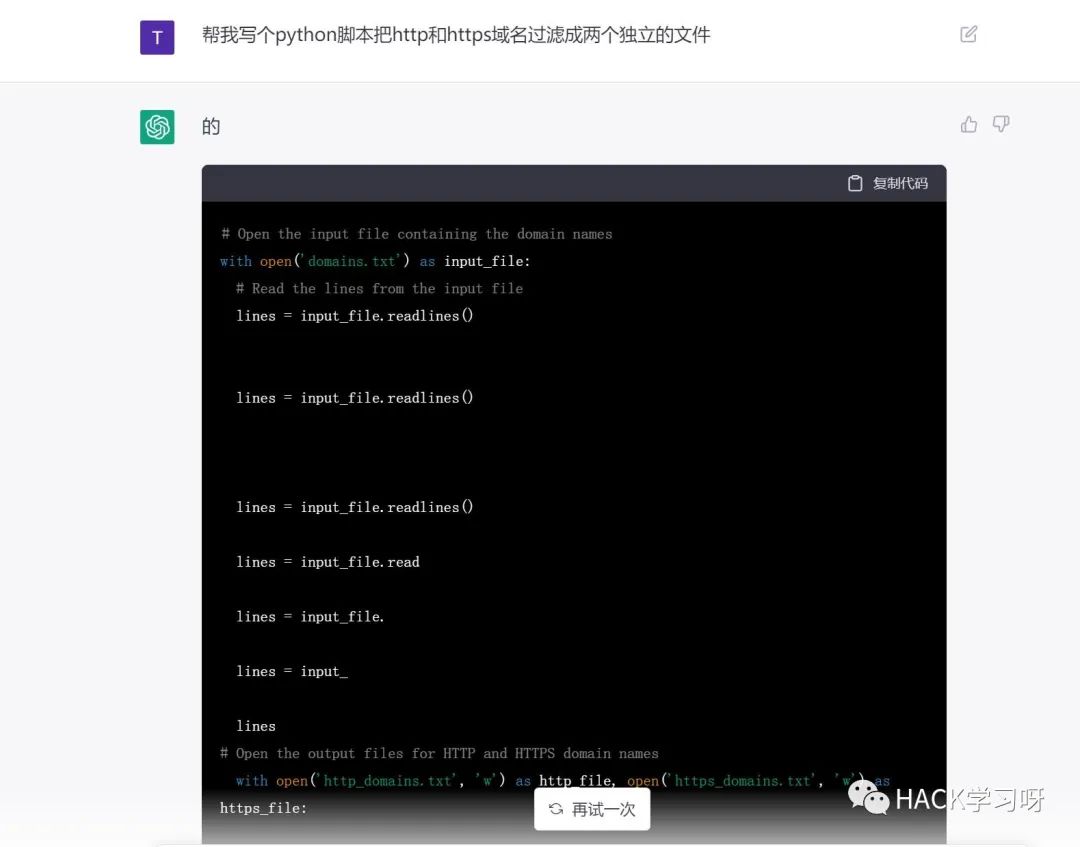 T
帮我写个python脚本把http和https域名过滤成两个独立的文件
的
复制代码
# Open the input file containing the domain names
with open('domains.txt') as input_file:
# Read the lines from the input file
lines = input_file.readlines()
lines = input_file.readlines()
lines = input_file.readlines()
lines = input_file.read
lines = input_file.
lines = input_
lines
# Open the output files for HTTP and HTTPS domain names
with open('http_domains.txt', 'w') as http_file, open('https_domains.txt', 'w') as
https_file:
再试一次
HACK学习呀